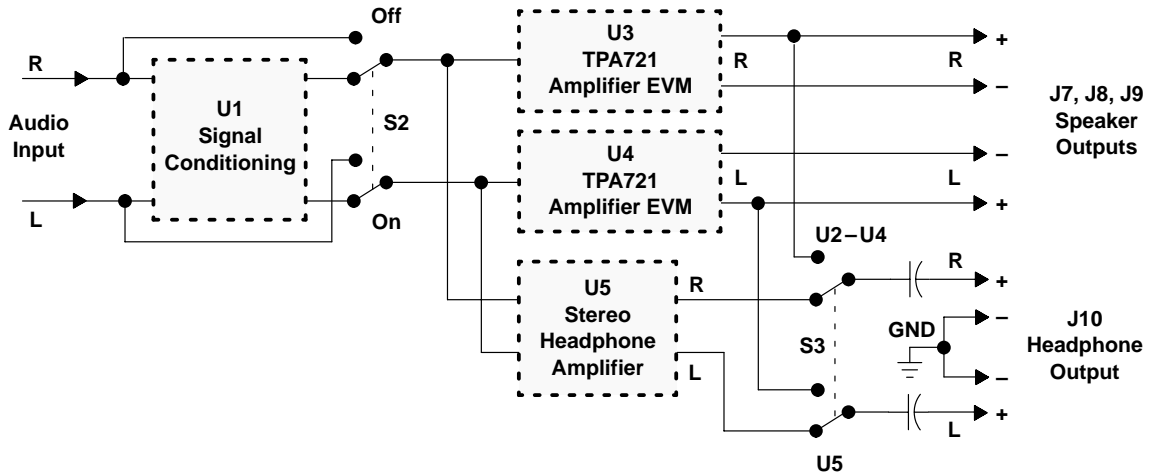 Off
R
Audio
Input
L
U1
Signal
Conditioning
S2
On
U3
TPA721
Amplifier EVM
R
R
+
–
J7, J8, J9
Speaker
Outputs
U4
TPA721
Amplifier EVM
L
–
L
+
U2–U4
U5
Stereo
Headphone
Amplifier
R
L
S3
U5
R
+
GND
–
–
+
L
J10
Headphone
Output